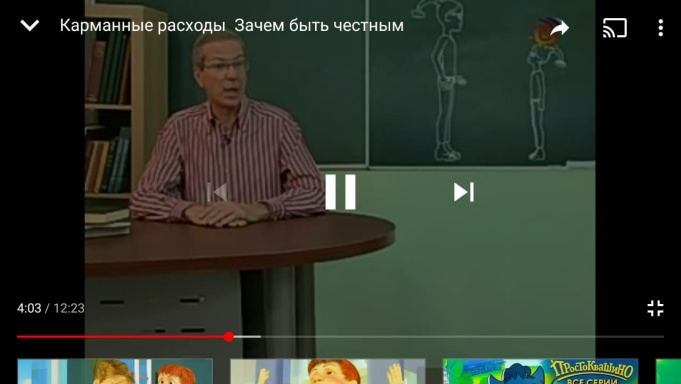 Карманные расходы Зачем быть честным
4:03 / 12:23
ПРОСТОКВАШИНО
ВСЕ СЕРИИ